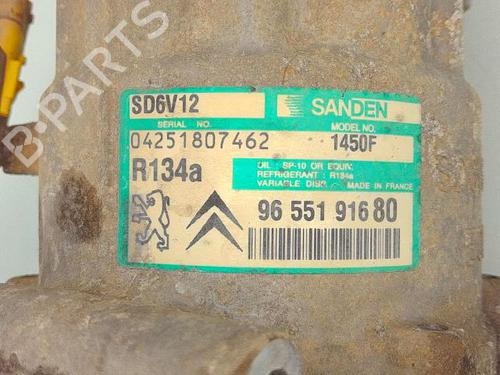 B-PARTS
SD6V12
SANDEN
SERIAL NO.
MODEL NO.
04251807462
1450F
R134a
OIL : SP-10 OR EQUIV.
REFRIGERANT : R134a
VARIABLE DISP. MADE IN FRANCE
96 551 916 80